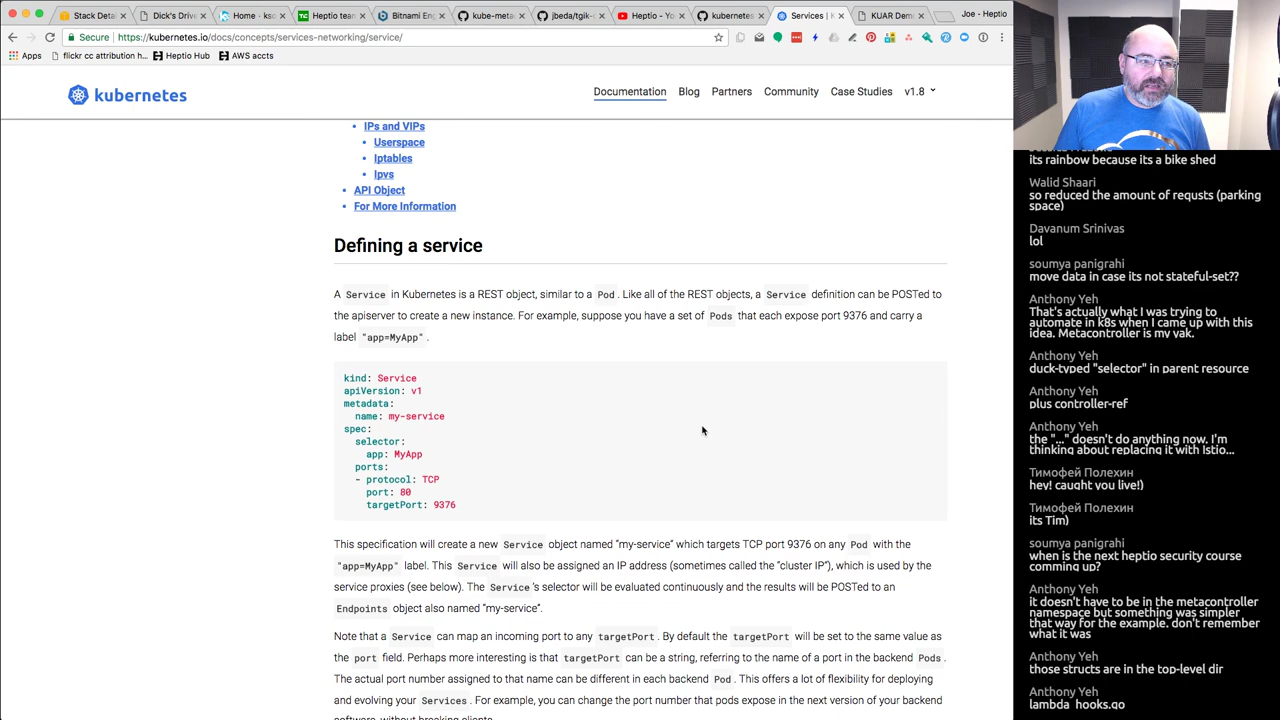 Stack Detai
Dick's Drive
Home - ksc
Heptio team
Bitnami Eng
kube-meta
jbeda/tgik-c
Heptio - Yo
kubernetes
Services | K
KUAR Demo
Joe - Heptio
Secure
https://kubernetes.io/docs/concepts/services-networking/service/
Apps
flickr cc attribution h...
Heptio Hub
AWS accts
kubernetes
Documentation
Blog
Partners
Community
Case Studies
v1.8
IPs and VIPs
Userspace
Iptables
Ipvs
API Object
For More Information
Defining a service
A Service in Kubernetes is a REST object, similar to a Pod. Like all of the REST objects, a Service definition can be POSTed to
the apiserver to create a new instance. For example, suppose you have a set of Pods that each expose port 9376 and carry a
label "app=MyApp".
kind: Service
apiVersion: v1
metadata:
name: my-service
spec:
selector:
app: MyApp
ports:
- protocol: TCP
port: 80
targetPort: 9376
This specification will create a new Service object named “my-service” which targets TCP port 9376 on any Pod with the
"app=MyApp" label. This Service will also be assigned an IP address (sometimes called the “cluster IP”), which is used by the
service proxies (see below). The Service 's selector will be evaluated continuously and the results will be POSTed to an
Endpoints object also named “my-service”.
Note that a Service can map an incoming port to any targetPort. By default the targetPort will be set to the same value as
the port field. Perhaps more interesting is that targetPort can be a string, referring to the name of a port in the backend Pods.
The actual port number assigned to that name can be different in each backend Pod. This offers a lot of flexibility for deploying
and evolving your Services. For example, you can change the port number that pods expose in the next version of your backend
software, without breaking clients.
its rainbow because its a bike shed
Walid Shaari
so reduced the amount of requsts (parking
space)
Davanum Srinivas
lol
soumya panigrahi
move data in case its not stateful-set??
Anthony Yeh
That's actually what I was trying to
automate in k8s when I came up with this
idea. Metacontroller is my yak.
Anthony Yeh
duck-typed "selector" in parent resource
Anthony Yeh
plus controller-ref
Anthony Yeh
the "..." doesn't do anything now. I'm
thinking about replacing it with Istio...
Тимофей Полехин
hey! caught you live!)
Тимофей Полехин
its Tim)
soumya panigrahi
when is the next heptio security course
comming up?
Anthony Yeh
it doesn't have to be in the metacontroller
namespace but something was simpler
that way for the example. don't remember
what it was
Anthony Yeh
those structs are in the top-level dir
Anthony Yeh
lambda_hooks.go